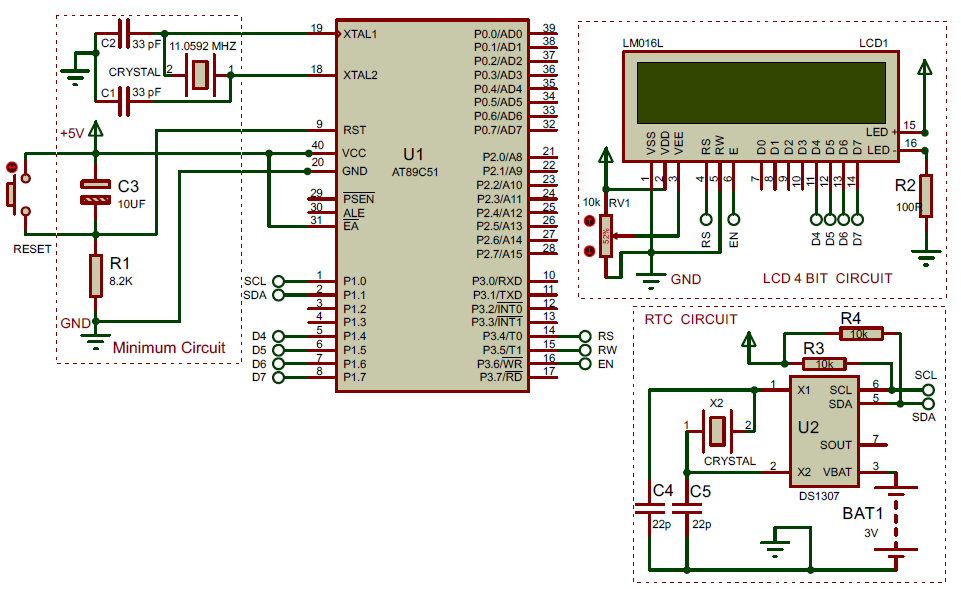 C2 33 pF
11.0592 MHZ
CRYSTAL 2 1
C1 33 pF
+5V
C3
10UF
RESET
R1
8.2K
GND
Minimum Circuit
19 XTAL1
18 XTAL2
9 RST
40 VCC
20 GND
29 PSEN
30 ALE
31 EA
SCL 1 P1.0
SDA 2 P1.1
3 P1.2
4 P1.3
D4 5 P1.4
D5 6 P1.5
D6 7 P1.6
D7 8 P1.7
U1
AT89C51
P0.0/AD0 39
P0.1/AD1 38
P0.2/AD2 37
P0.3/AD3 36
P0.4/AD4 35
P0.5/AD5 34
P0.6/AD6 33
P0.7/AD7 32
P2.0/A8 21
P2.1/A9 22
P2.2/A10 23
P2.3/A11 24
P2.4/A12 25
P2.5/A13 26
P2.6/A14 27
P2.7/A15 28
P3.0/RXD 10
P3.1/TXD 11
P3.2/INT0 12
P3.3/INT1 13
P3.4/T0 14 RS
P3.5/T1 15 RW
P3.6/WR 16 EN
P3.7/RD 17
LM016L LCD1
VSS VDD VEE RS RW E D0 D1 D2 D3 D4 D5 D6 D7
1 2 3 4 5 6 7 8 9 10 11 12 13 14
LED + 15
LED - 16
10k RV1
52%
RS EN D4 D5 D6 D7
R2
100R
GND
LCD 4 BIT CIRCUIT
RTC CIRCUIT
R4
10k
R3
10k
X1 1
X2 2
SCL 6
SDA 5
SOUT 7
VBAT 3
U2
DS1307
SCL
SDA
X2
1 2
CRYSTAL
C4
22p
C5
22p
BAT1
3V